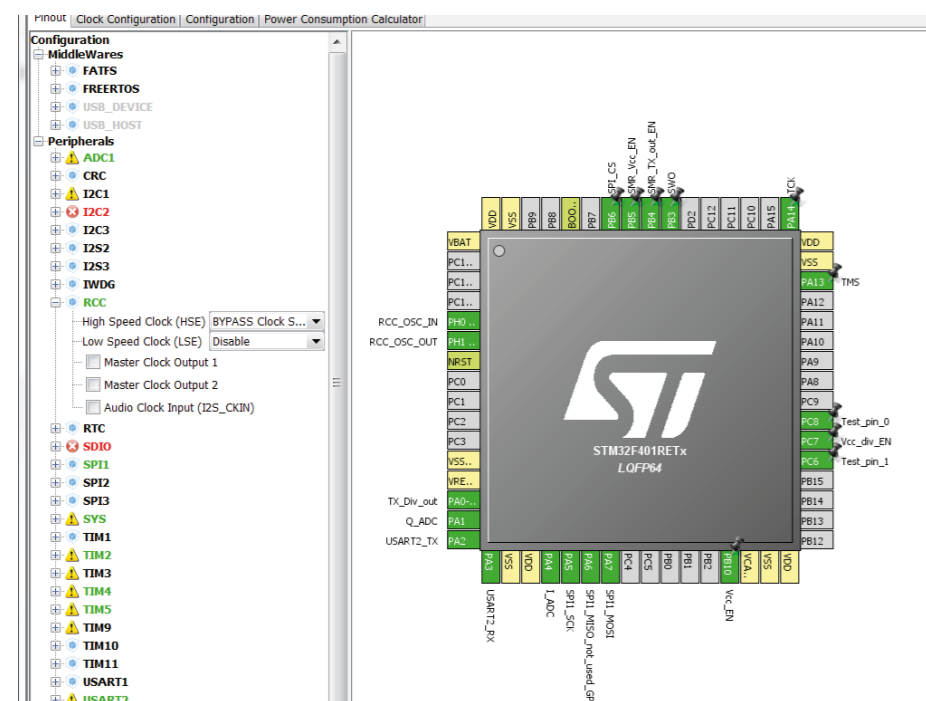 Pinout Clock Configuration Configuration Power Consumption Calculator
Configuration
MiddleWares
FATFS
FREERTOS
USB_DEVICE
USB_HOST
Peripherals
ADC1
CRC
I2C1
I2C2
I2C3
I2S2
I2S3
IWDG
RCC
High Speed Clock (HSE) BYPASS Clock S...
Low Speed Clock (LSE) Disable
Master Clock Output 1
Master Clock Output 2
Audio Clock Input (I2S_CKIN)
RTC
SDIO
SPI1
SPI2
SPI3
SYS
TIM1
TIM2
TIM3
TIM4
TIM5
TIM9
TIM10
TIM11
USART1
USART2
SPI_CS
SMR_Vcc_EN
SMR_TX_out_EN
SWO
TCK
VDD
VSS
PB9
PB8
BOO..
PB7
PB6
PB5
PB4
PB3
PD2
PC12
PC11
PC10
PA15
PA14
VBAT
PC1..
PC1..
PC1..
RCC_OSC_IN PH0 ..
RCC_OSC_OUT PH1 ..
NRST
PC0
PC1
PC2
PC3
VSS..
VRE..
TX_Div_out PA0-..
Q_ADC PA1
USART2_TX PA2
STM32F401RETx
LQFP64
VDD
VSS
PA13 TMS
PA12
PA11
PA10
PA9
PA8
PC9
PC8 Test_pin_0
PC7 Vcc_div_EN
PC6 Test_pin_1
PB15
PB14
PB13
PB12
PA3
VSS
VDD
PA4
PA5
PA6
PA7
PC4
PC5
PB0
PB1
PB2
PB10
VCA..
VSS
VDD
USART2_RX
I_ADC
SPI1_SCK
SPI1_MISO_not_used_GP
SPI1_MOSI
Vcc_EN